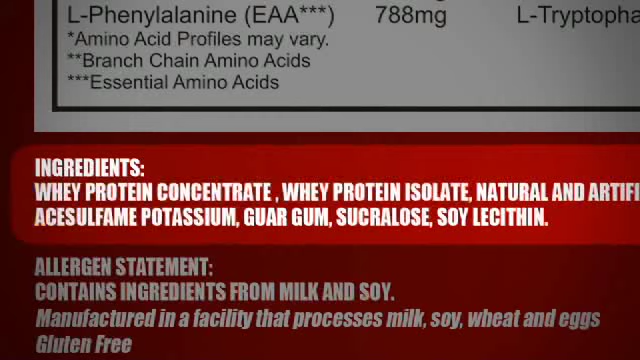 L-Phenylalanine (EAA***) 788mg L-Tryptopha
*Amino Acid Profiles may vary.
**Branch Chain Amino Acids
***Essential Amino Acids
INGREDIENTS:
WHEY PROTEIN CONCENTRATE , WHEY PROTEIN ISOLATE, NATURAL AND ARTIFI
ACESULFAME POTASSIUM, GUAR GUM, SUCRALOSE, SOY LECITHIN.
ALLERGEN STATEMENT:
CONTAINS INGREDIENTS FROM MILK AND SOY.
Manufactured in a facility that processes milk, soy, wheat and eggs
Gluten Free